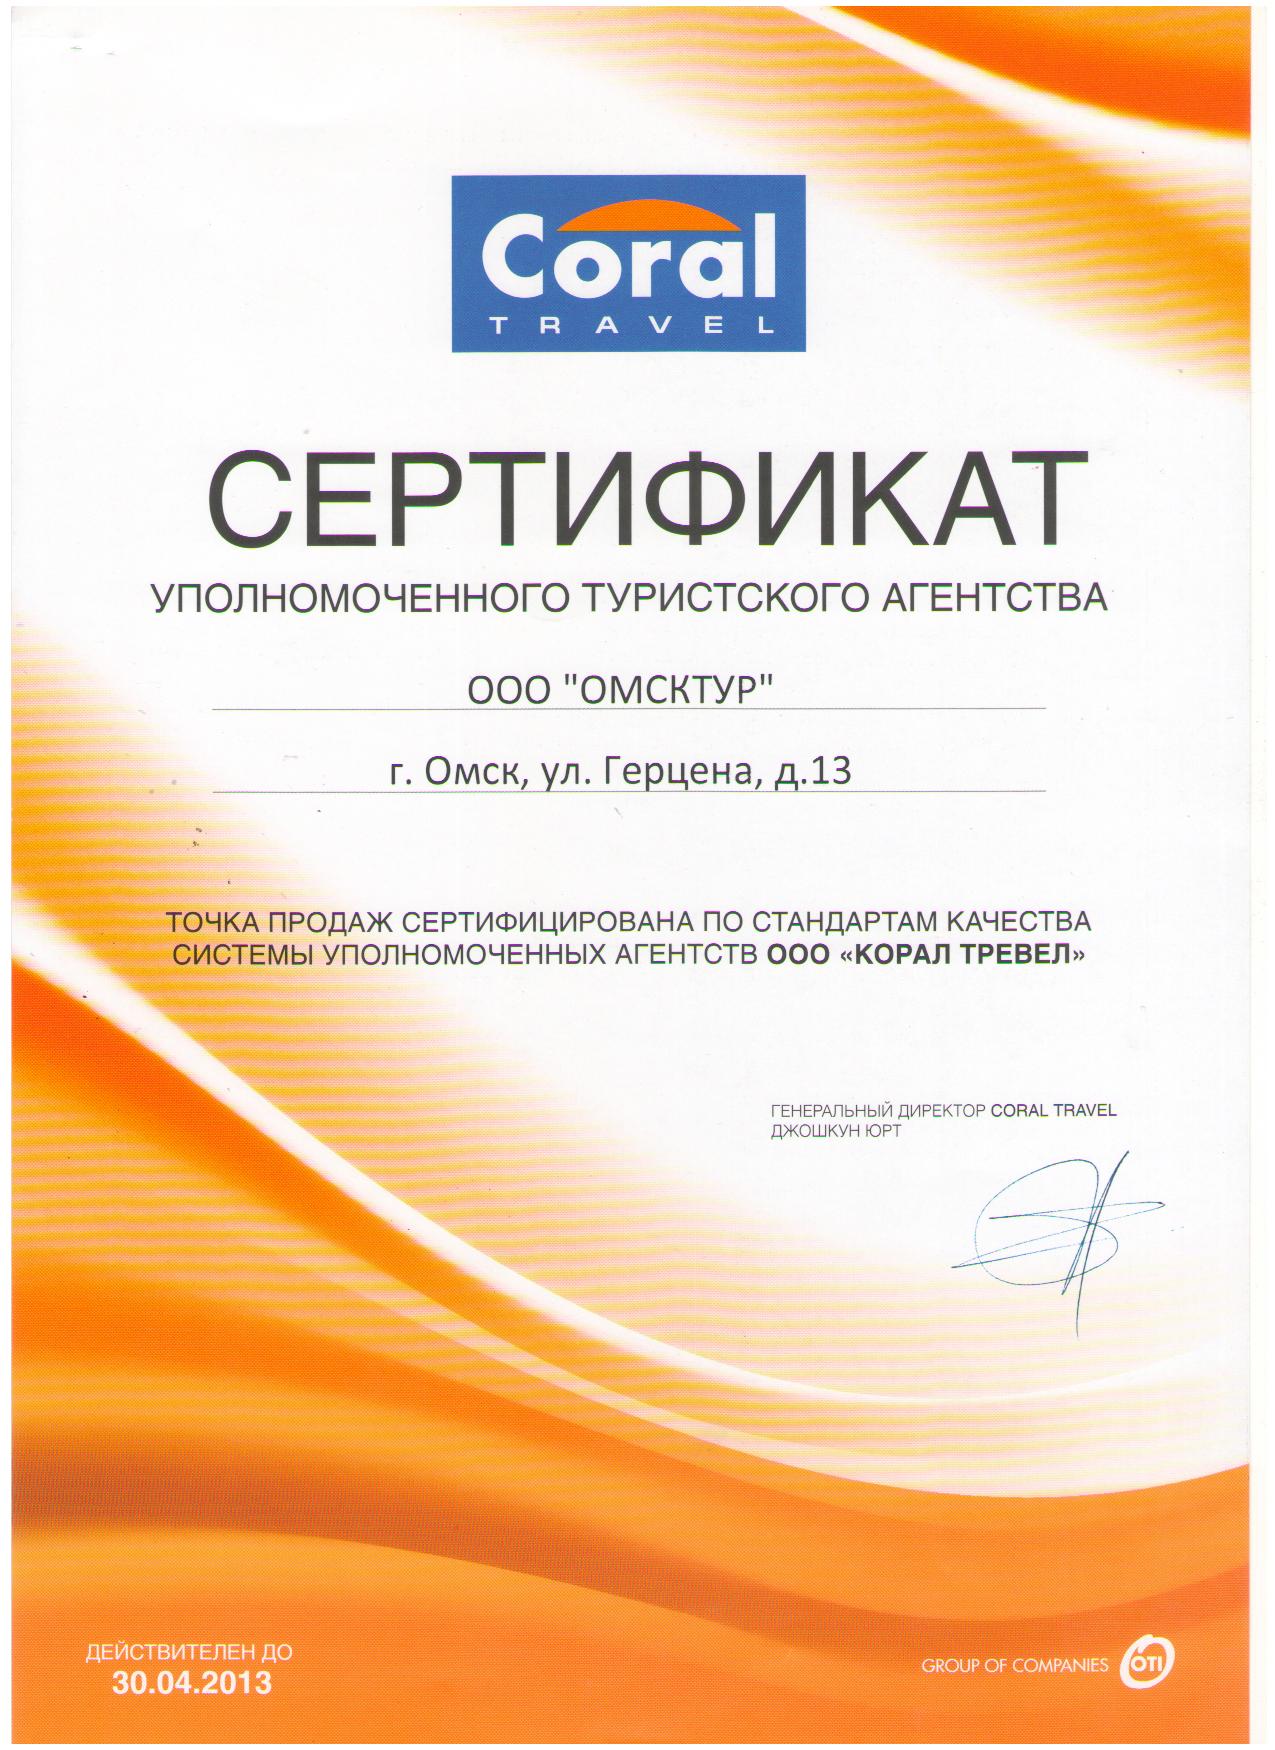 Coral
TRAVEL
СЕРТИФИКАТ
УПОЛНОМОЧЕННОГО ТУРИСТСКОГО АГЕНТСТВА
ООО "ОМСКТУР"
г. Омск, ул. Герцена, д.13
ТОЧКА ПРОДАЖ СЕРТИФИЦИРОВАНА ПО СТАНДАРТАМ КАЧЕСТВА
СИСТЕМЫ УПОЛНОМОЧЕННЫХ АГЕНТСТВ ООО «КОРАЛ ТРЕВЕЛ»
ГЕНЕРАЛЬНЫЙ ДИРЕКТОР CORAL TRAVEL
ДЖОШКУН ЮРТ
ДЕЙСТВИТЕЛЕН ДО
30.04.2013
GROUP OF COMPANIES OTI